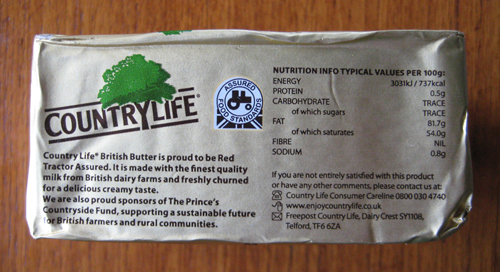 COUNTRYLIFE®
ASSURED
FOOD STANDARDS
Country Life® British Butter is proud to be Red
Tractor Assured. It is made with the finest quality
milk from British dairy farms and freshly churned
for a delicious creamy taste.
We are also proud sponsors of The Prince's
Countryside Fund, supporting a sustainable future
for British farmers and rural communities.
NUTRITION INFO TYPICAL VALUES PER 100g:
ENERGY 3031kJ / 737kcal
PROTEIN 0.5g
CARBOHYDRATE TRACE
of which sugars TRACE
FAT 81.7g
of which saturates 54.0g
FIBRE NIL
SODIUM 0.8g
If you are not entirely satisfied with this product
or have any other comments, please contact us at:
Country Life Consumer Careline 0800 030 4740
www.enjoycountrylife.co.uk
Freepost Country Life, Dairy Crest SY1108,
Telford, TF6 6ZA